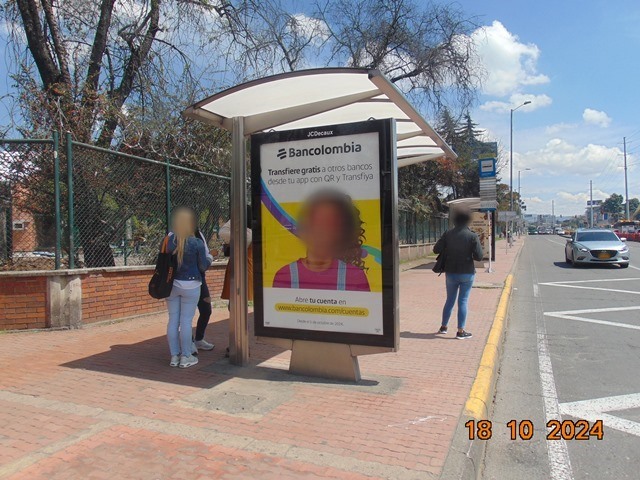 JCDecaux
Bancolombia
Transfiere gratis a otros bancos
desde tu app con QR y Transfiya
Abre tu cuenta en
www.bancolombia.com/cuentas
18 10 2024